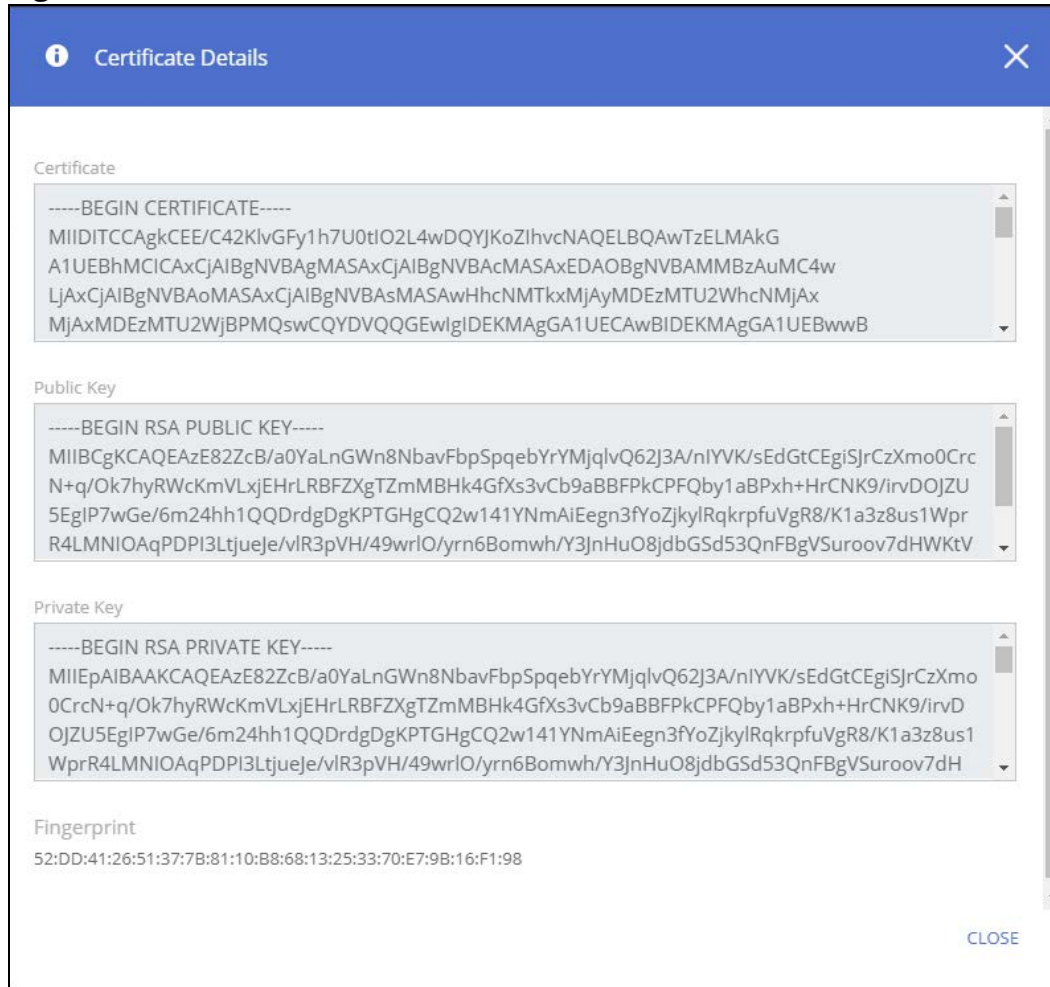 Certificate Details
Certificate
-----BEGIN CERTIFICATE-----
MIIDITCCAgkCEE/C42KlvGFy1h7U0tIO2L4wDQYJKoZIhvcNAQELBQAwTzELMAkG
A1UEBhMCICAxCjAIBgNVBAgMASAxCjAIBgNVBAcMASAxEDAOBgNVBAMMBzAuMC4w
LjAxCjAIBgNVBAoMASAxCjAIBgNVBAsMASAwHhcNMTkxMjAyMDEzMTU2WhcNMjAx
MjAxMDEzMTU2WjBPMQswCQYDVQQGEwIgIDEKMAgGA1UECAwBIDEKMAgGA1UEBwwB
Public Key
-----BEGIN RSA PUBLIC KEY-----
MIIBCgKCAQEAzE82ZcB/a0YaLnGWn8NbavFbpSpqebYrYMjqlvQ62J3A/nIYVK/sEdGtCEgiSJrCzXmo0Crc
N+q/Ok7hyRWcKmVLxjEHrLRBFZXgTZmMBHk4GfXs3vCb9aBBFPkCPFQby1aBPxh+HrCNK9/irvDOJZU
5EgIP7wGe/6m24hh1QQDrdgDgKPTGHgCQ2w141YNmAiEegn3fYoZjkylRqkrpfuVgR8/K1a3z8us1Wpr
R4LMNIOAqPDPI3LtjueJe/vlR3pVH/49wrlO/yrn6Bomwh/Y3JnHuO8jdbGSd53QnFBgVSuroov7dHWKtV
Private Key
-----BEGIN RSA PRIVATE KEY-----
MIIEpAIBAAKCAQEAzE82ZcB/a0YaLnGWn8NbavFbpSpqebYrYMjqlvQ62J3A/nIYVK/sEdGtCEgiSJrCzXmo
0CrcN+q/Ok7hyRWcKmVLxjEHrLRBFZXgTZmMBHk4GfXs3vCb9aBBFPkCPFQby1aBPxh+HrCNK9/irvD
OJZU5EgIP7wGe/6m24hh1QQDrdgDgKPTGHgCQ2w141YNmAiEegn3fYoZjkylRqkrpfuVgR8/K1a3z8us1
WprR4LMNIOAqPDPI3LtjueJe/vlR3pVH/49wrlO/yrn6Bomwh/Y3JnHuO8jdbGSd53QnFBgVSuroov7dH
Fingerprint
52:DD:41:26:51:37:7B:81:10:B8:68:13:25:33:70:E7:9B:16:F1:98
CLOSE